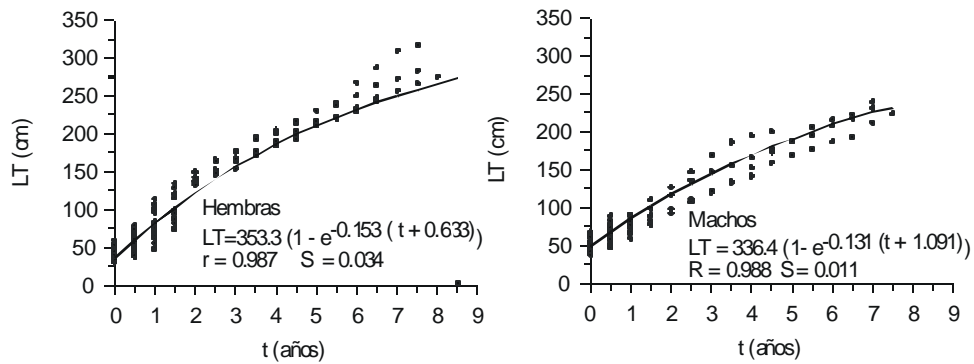 350
300
250
200
150
100
50
0
LT (cm)
Hembras
LT=353.3 (1 - e-0.153 ( t + 0.633))
r = 0.987 S = 0.034
0 1 2 3 4 5 6 7 8 9
t (años)
350
300
250
200
150
100
50
0
LT (cm)
Machos
LT = 336.4 (1- e-0.131 (t + 1.091)
R = 0.988 S = 0.011
0 1 2 3 4 5 6 7 8 9
t (años)